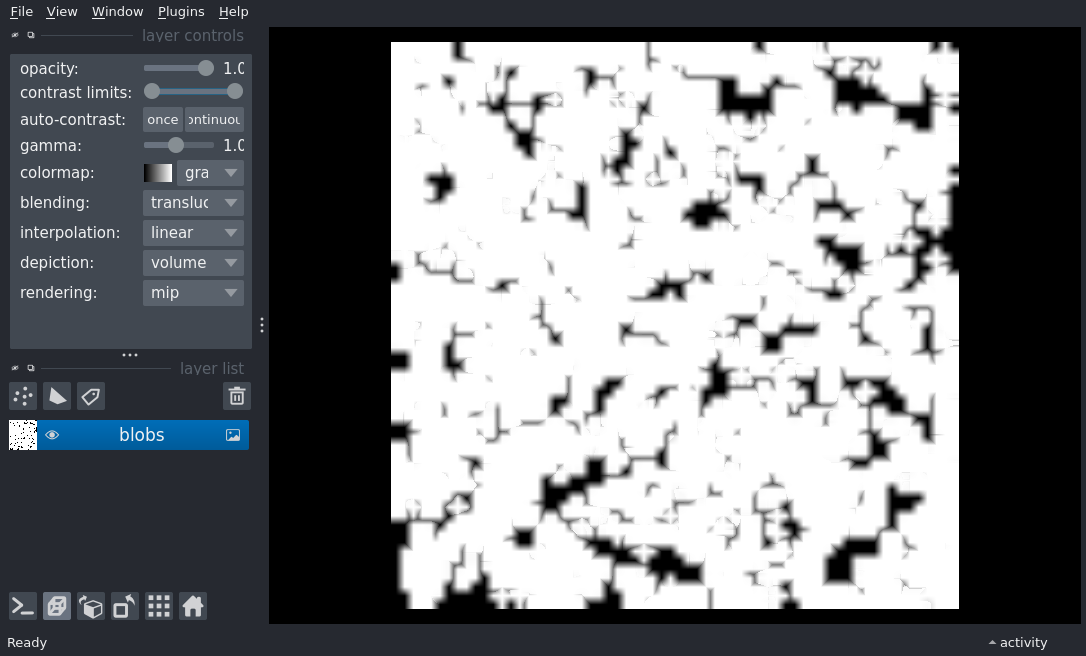 File View Window Plugins Help
layer controls
opacity: 1.0
contrast limits:
auto-contrast: once ontinuou
gamma: 1.0
colormap: gra
blending: transluc
interpolation: linear
depiction: volume
rendering: mip
layer list
blobs
Ready
activity